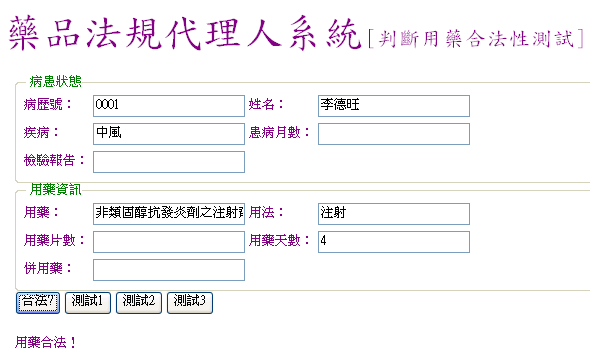 藥品法規代理人系統[判斷用藥合法性測試]
病患狀態
病歷號： 0001 姓名： 李德旺
疾病： 中風 患病月數：
檢驗報告：
用藥資訊
用藥： 非類固醇抗發炎劑之注射 用法： 注射
用藥片數： 用藥天數： 4
併用藥：
合法? 測試1 測試2 測試3
用藥合法！